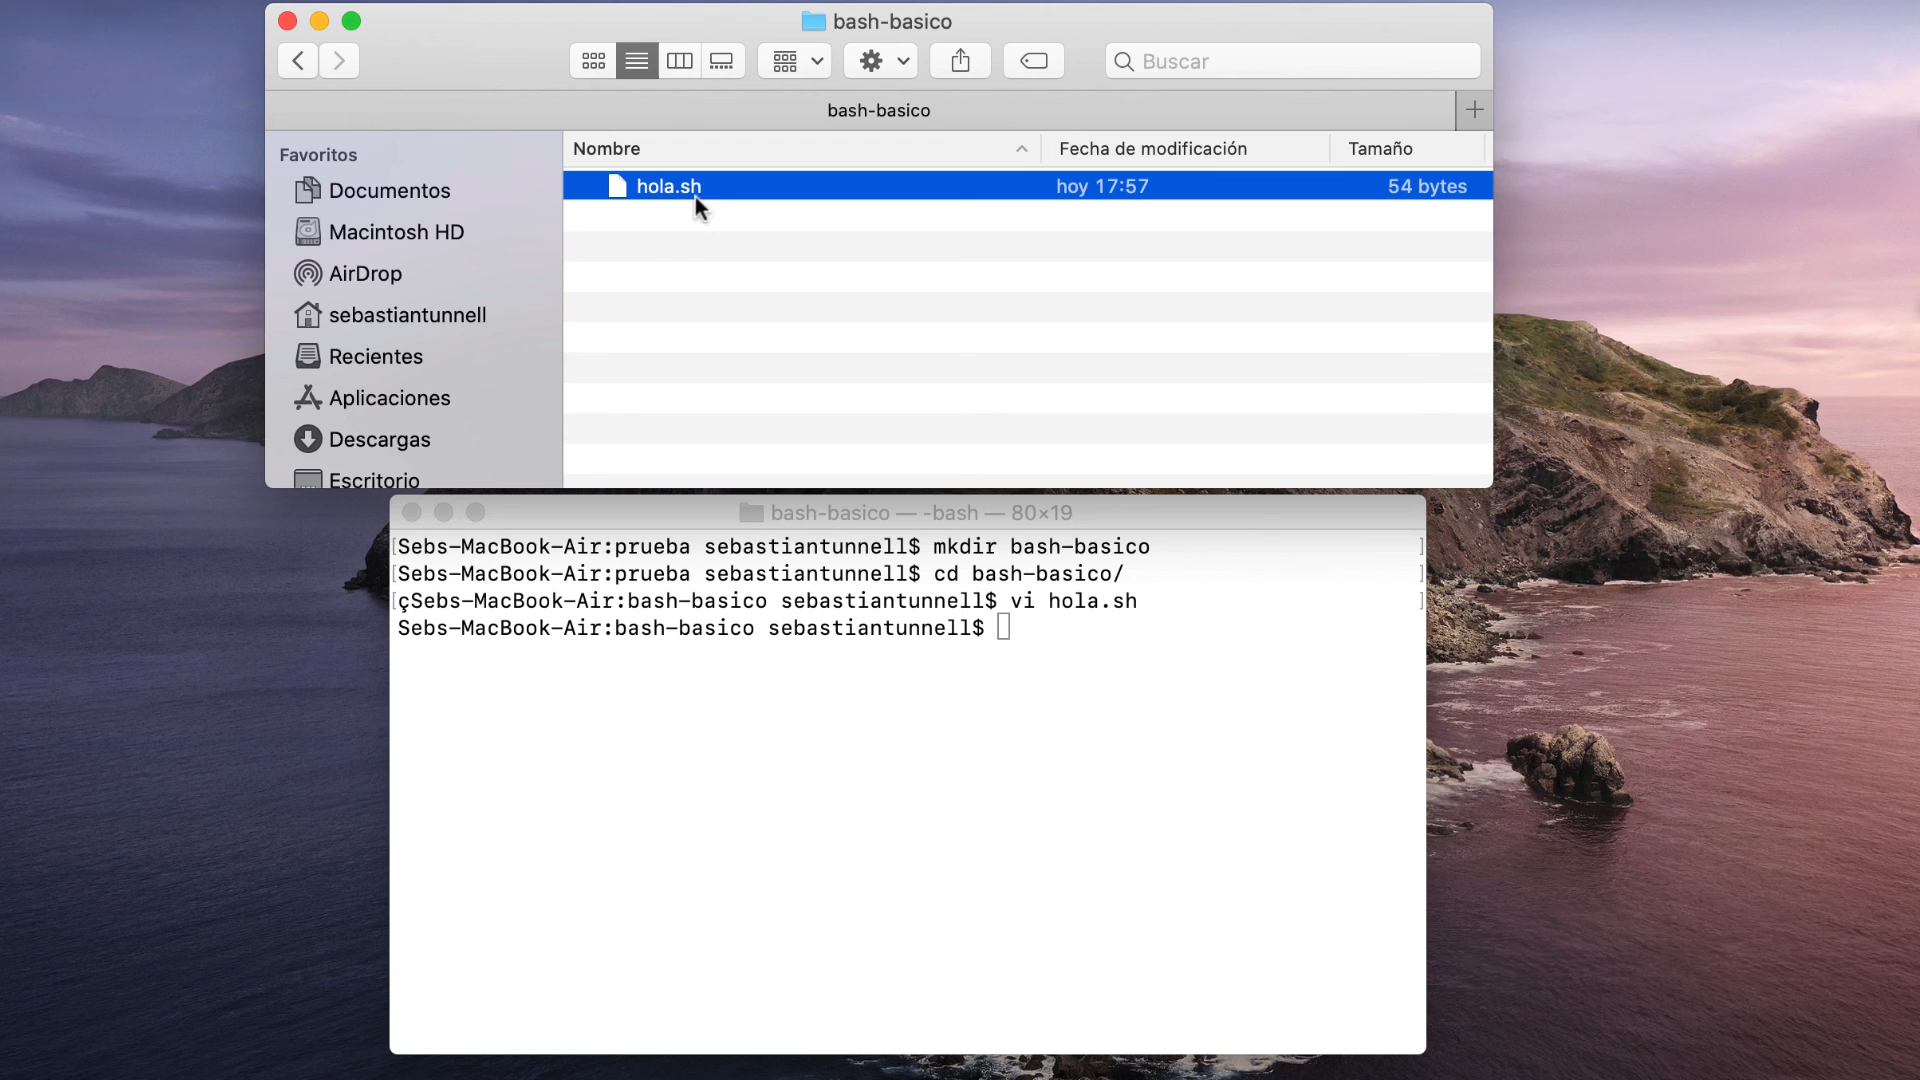 bash-basico
Buscar
bash-basico
Nombre Fecha de modificación Tamaño
hola.sh hoy 17:57 54 bytes
Favoritos
Documentos
Macintosh HD
AirDrop
sebastiantunnell
Recientes
Aplicaciones
Descargas
Escritorio
bash-basico — -bash — 80×19
[Sebs-MacBook-Air:prueba sebastiantunnell$ mkdir bash-basico ]
[Sebs-MacBook-Air:prueba sebastiantunnell$ cd bash-basico/ ]
[çSebs-MacBook-Air:bash-basico sebastiantunnell$ vi hola.sh ]
Sebs-MacBook-Air:bash-basico sebastiantunnell$